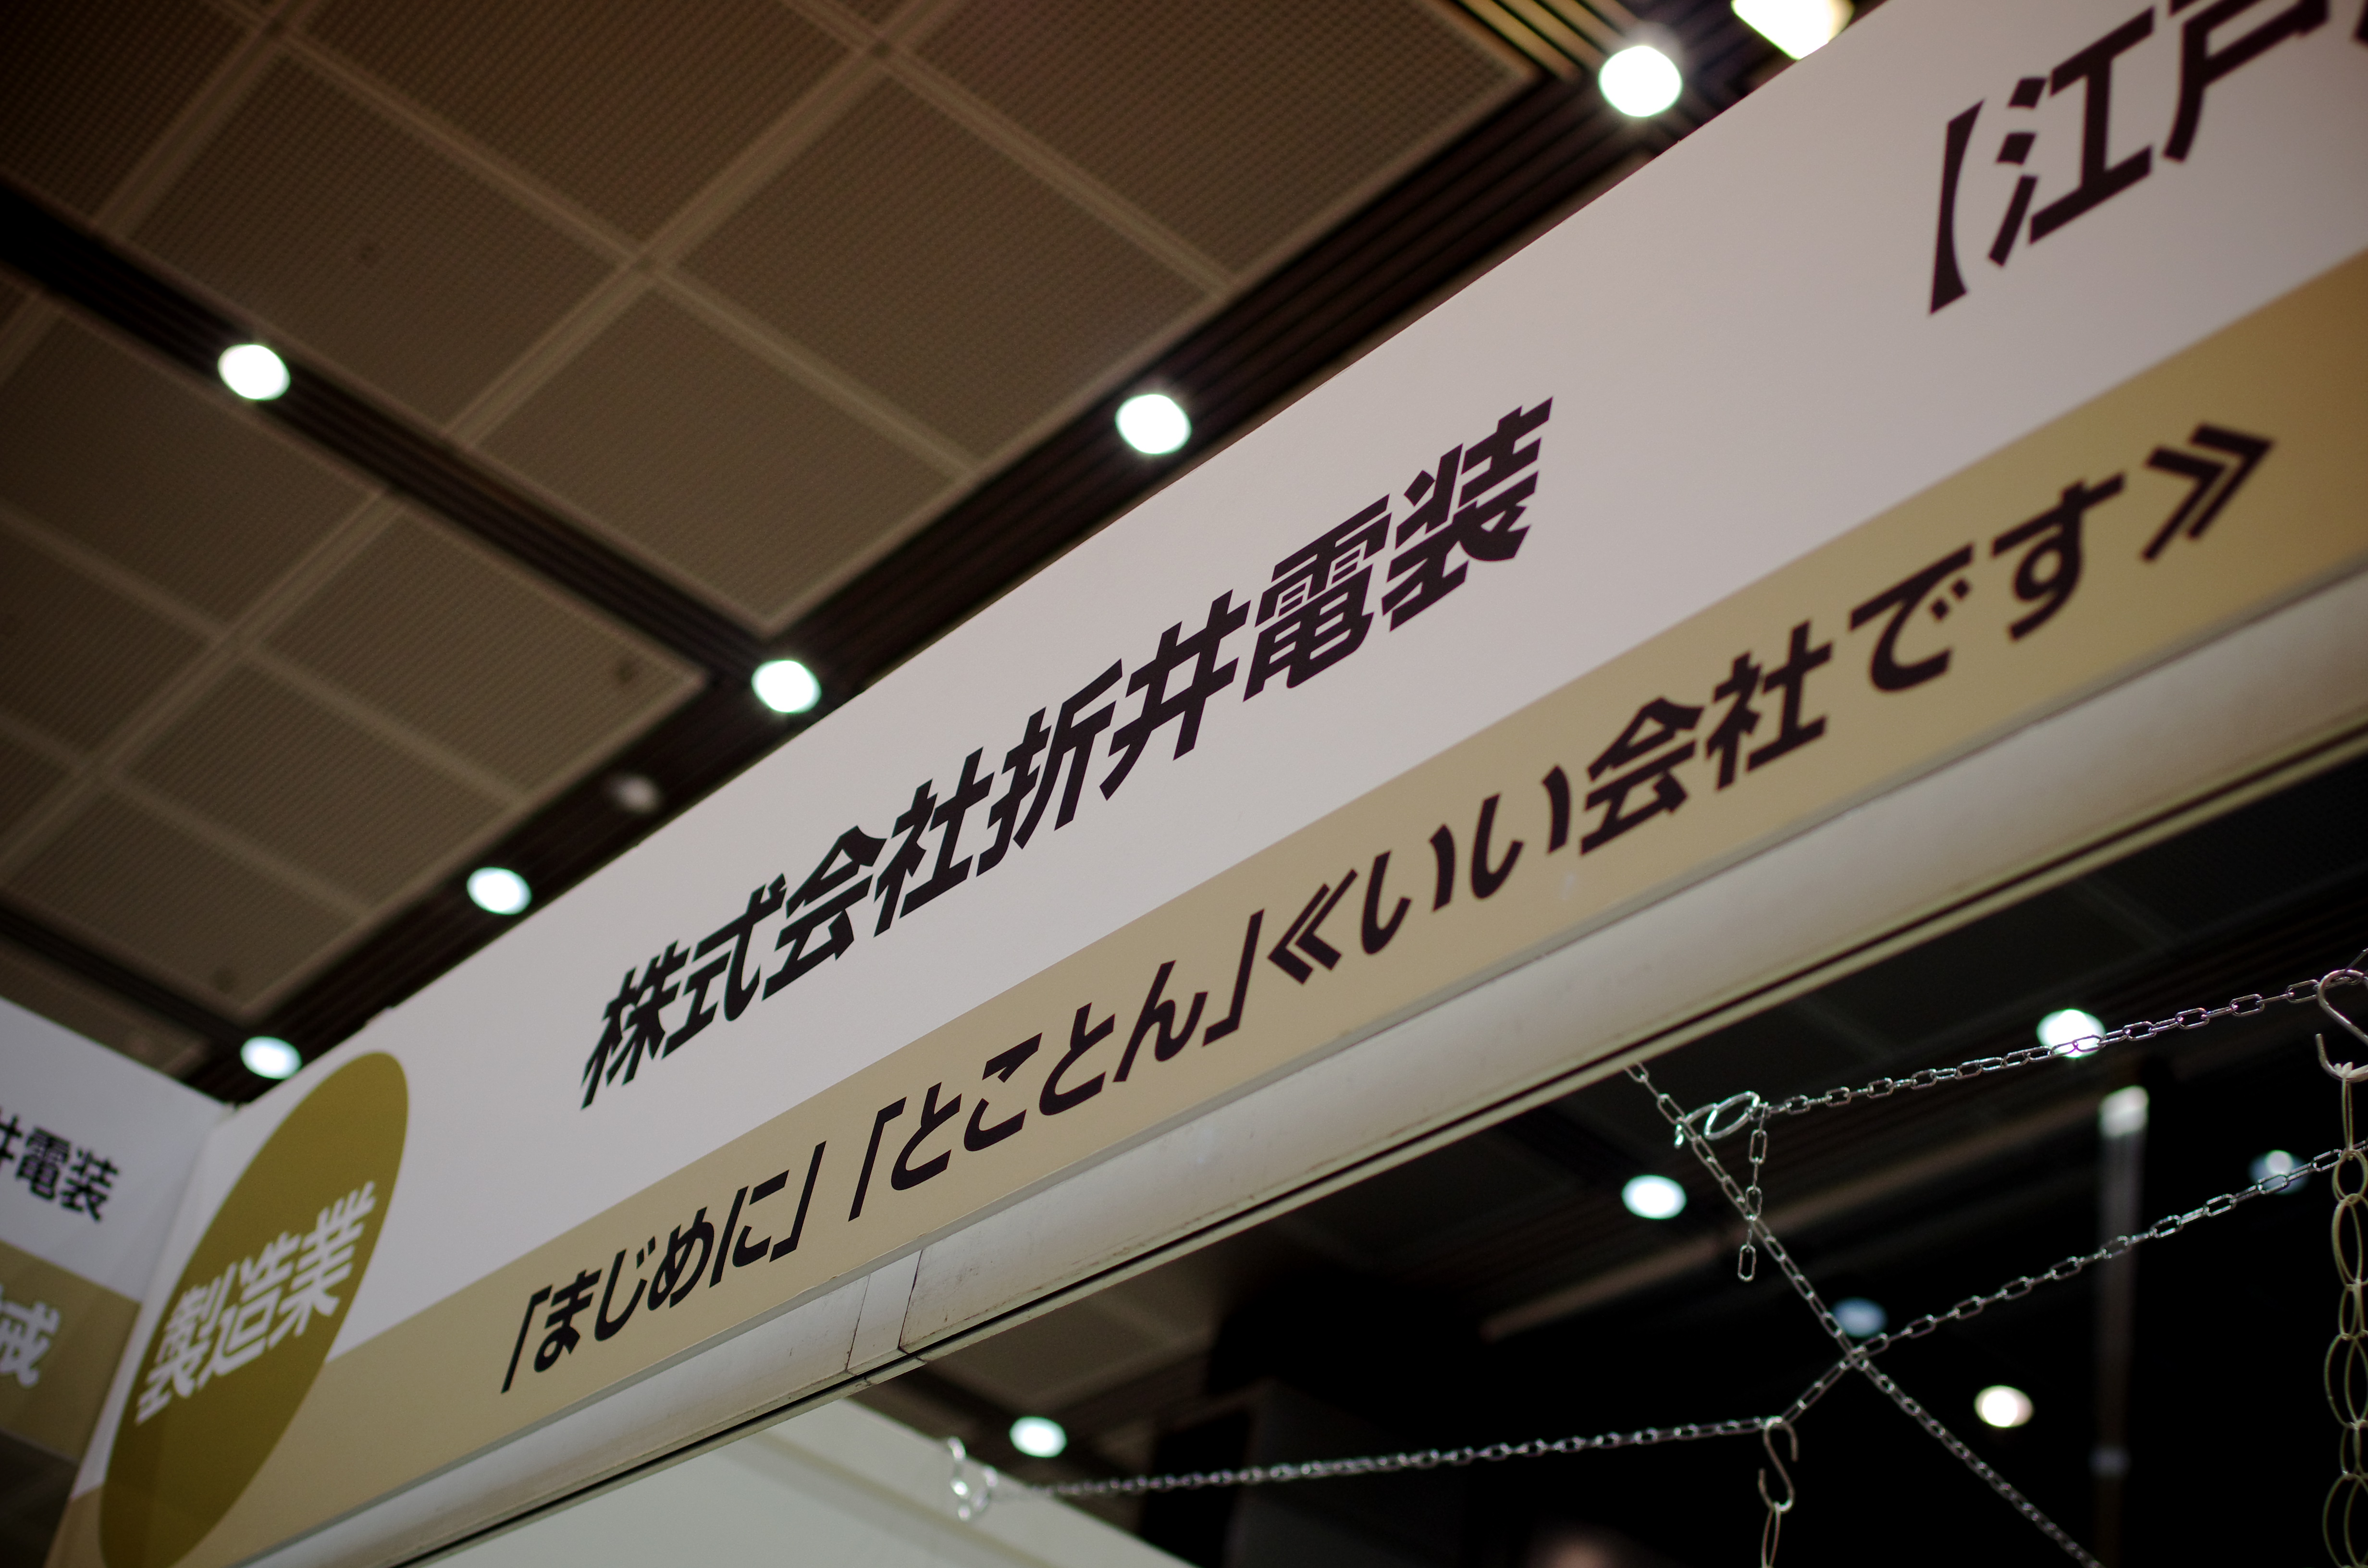 株式会社折井電装
【江戸
「まじめに」「とことん」≪いい会社です≫
製造業
井電装
械